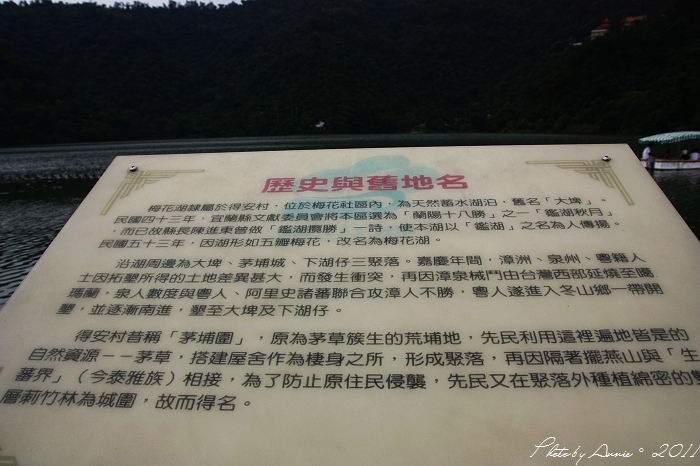 歷史與舊地名
梅花湖隸屬於得安村，位於梅花社區內，為天然蓄水湖泊，舊名「大埤」。
民國四十三年，宜蘭縣文獻委員會將本區選為「蘭陽十八勝」之一「鑑湖秋月」，
而已故縣長陳進東曾做「鑑湖攬勝」一詩，使本湖以「鑑湖」之名為人傳揚。
民國五十三年，因湖形如五瓣梅花，改名為梅花湖。
沿湖周邊為大埤、茅埔城、下湖仔三聚落。嘉慶年間，漳洲、泉州、粵籍人
士因拓墾所得的土地差異甚大，而發生衝突，再因漳泉械鬥由台灣西部延燒至噶
瑪蘭，泉人數度與粵人、阿里史諸蕃聯合攻漳人不勝，粵人遂進入冬山鄉一帶開
墾，並逐漸南進，墾至大埤及下湖仔。
得安村昔稱「茅埔圍」，原為茅草簇生的荒埔地，先民利用這裡遍地皆是的
自然資源——茅草，搭建屋舍作為棲身之所，形成聚落，再因隔著擺燕山與「生
蕃界」（今泰雅族）相接，為了防止原住民侵襲，先民又在聚落外種植綿密的雙
層莿竹林為城圍，故而得名。
Photo by Annie © 2011